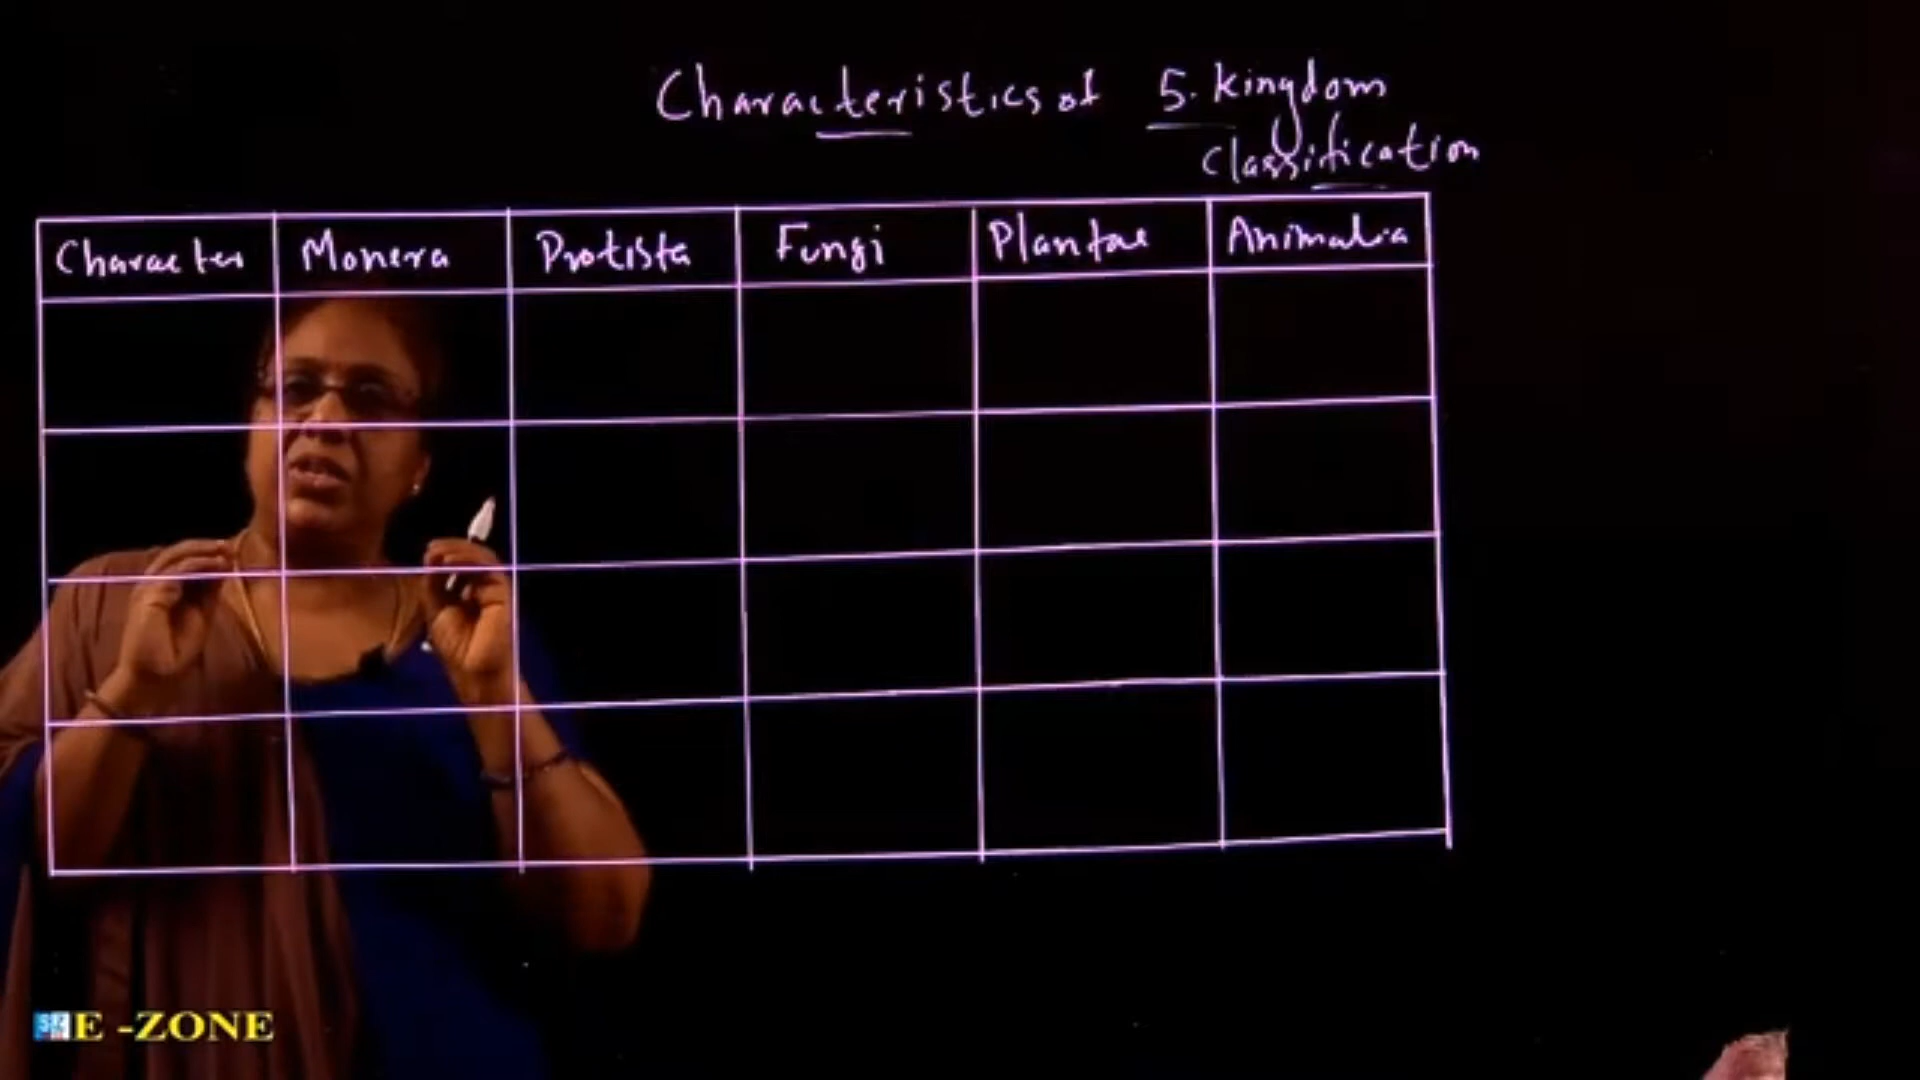 Characteristics of 5. Kingdom
Classification
Character Monera Protista Fungi Plantae Animalia
E -ZONE